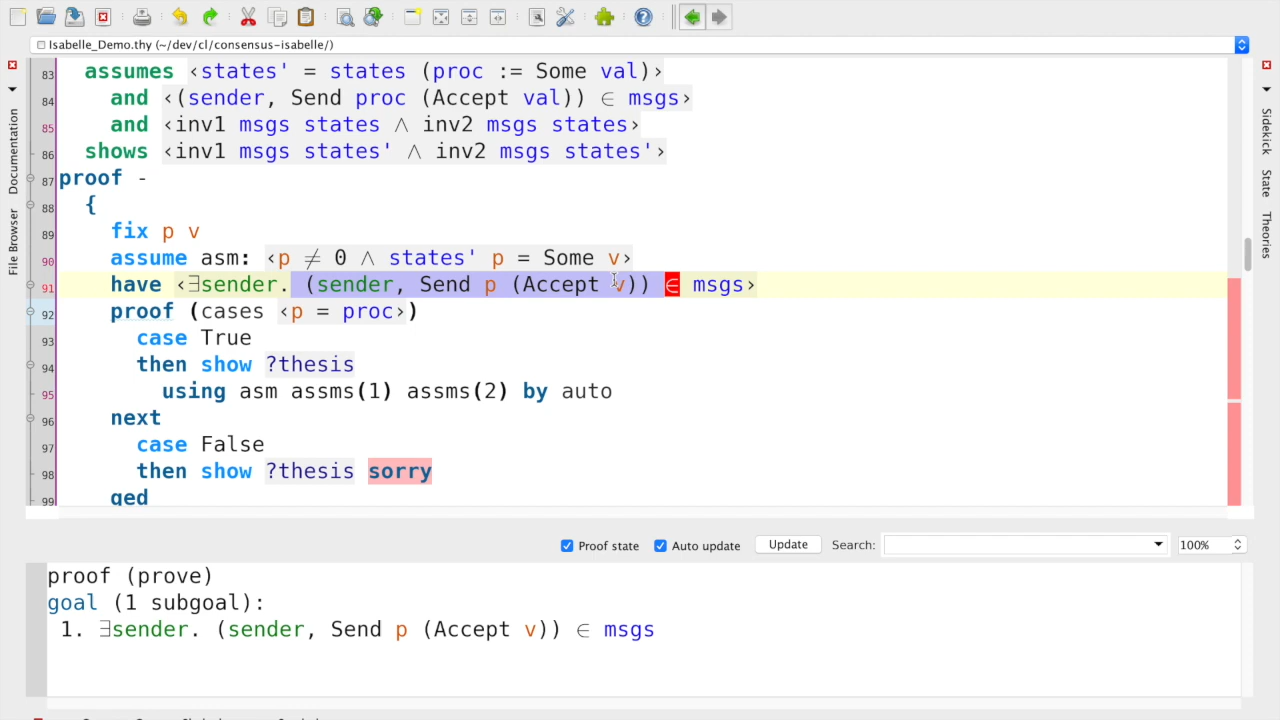 Isabelle_Demo.thy (~/dev/cl/consensus-isabelle/)
83 assumes ‹states' = states (proc := Some val)›
84 and ‹(sender, Send proc (Accept val)) ∈ msgs›
85 and ‹inv1 msgs states ∧ inv2 msgs states›
86 shows ‹inv1 msgs states' ∧ inv2 msgs states'›
87 proof -
88 {
89 fix p v
90 assume asm: ‹p ≠ 0 ∧ states' p = Some v›
91 have ‹∃sender. (sender, Send p (Accept v)) ∈ msgs›
92 proof (cases ‹p = proc›)
93 case True
94 then show ?thesis
95 using asm assms(1) assms(2) by auto
96 next
97 case False
98 then show ?thesis sorry
99 qed
Documentation
File Browser
Sidekick
State
Theories
Proof state Auto update Update Search: 100%
proof (prove)
goal (1 subgoal):
1. ∃sender. (sender, Send p (Accept v)) ∈ msgs